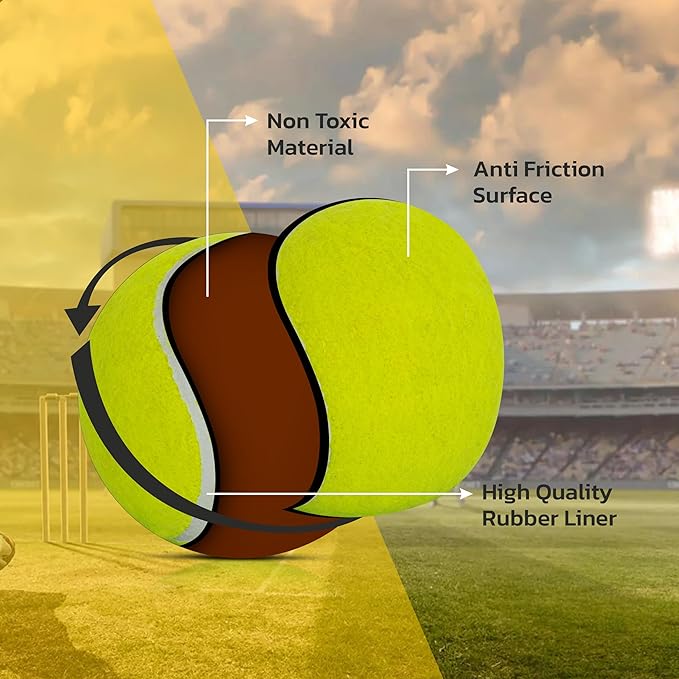 Non Toxic
Material
Anti Friction
Surface
High Quality
Rubber Liner